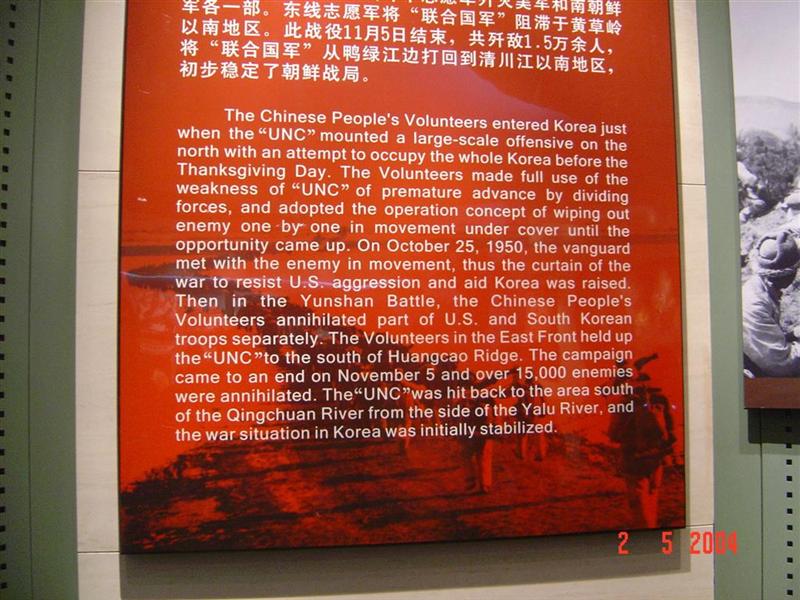 军各一部。东线志愿军将“联合国军”阻滞于黄草岭
以南地区。此战役11月5日结束，共歼敌1.5万余人，
将“联合国军”从鸭绿江边打回到清川江以南地区，
初步稳定了朝鲜战局。
The Chinese People's Volunteers entered Korea just
when the “UNC” mounted a large-scale offensive on the
north with an attempt to occupy the whole Korea before the
Thanksgiving Day. The Volunteers made full use of the
weakness of “UNC” of premature advance by dividing
forces, and adopted the operation concept of wiping out
enemy one by one in movement under cover until the
opportunity came up. On October 25, 1950, the vanguard
met with the enemy in movement, thus the curtain of the
war to resist U.S. aggression and aid Korea was raised.
Then in the Yunshan Battle, the Chinese People's
Volunteers annihilated part of U.S. and South Korean
troops separately. The Volunteers in the East Front held up
the “UNC” to the south of Huangcao Ridge. The campaign
came to an end on November 5 and over 15,000 enemies
were annihilated. The “UNC” was hit back to the area south
of the Qingchuan River from the side of the Yalu River, and
the war situation in Korea was initially stabilized.
2 5 2004